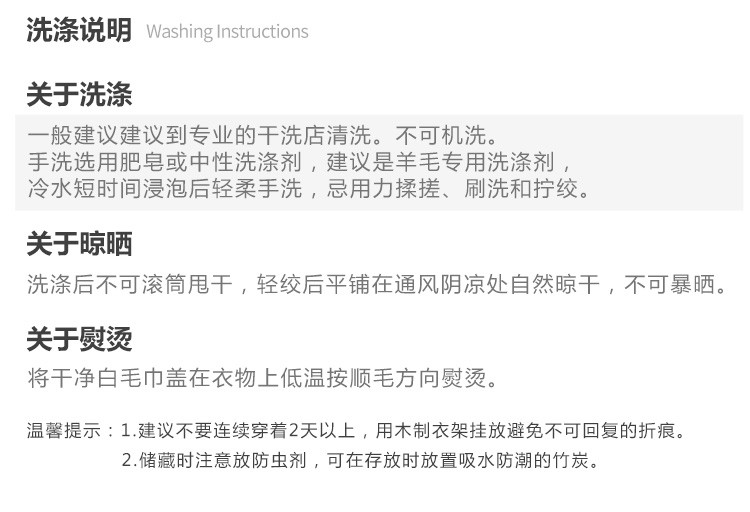 洗涤说明 Washing Instructions
关于洗涤
一般建议建议到专业的干洗店清洗。不可机洗。
手洗选用肥皂或中性洗涤剂，建议是羊毛专用洗涤剂，
冷水短时间浸泡后轻柔手洗，忌用力揉搓、刷洗和拧绞。
关于晾晒
洗涤后不可滚筒甩干，轻绞后平铺在通风阴凉处自然晾干，不可暴晒。
关于熨烫
将干净白毛巾盖在衣物上低温按顺毛方向熨烫。
温馨提示：1.建议不要连续穿着2天以上，用木制衣架挂放避免不可回复的折痕。
2.储藏时注意放防虫剂，可在存放时放置吸水防潮的竹炭。